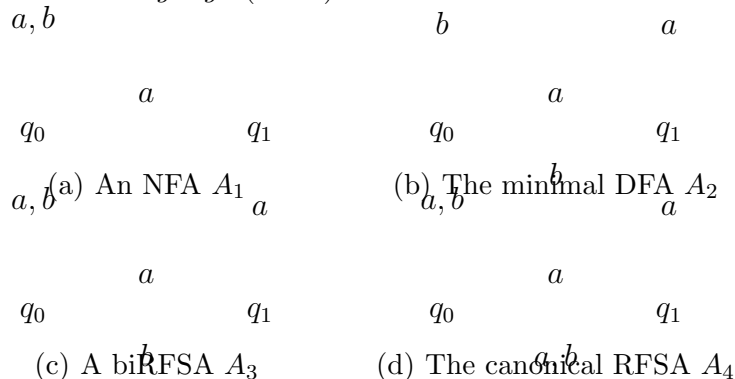 a, b
b
a
a
a
q0
q1
q0
q1
b
(a) An NFA A1
(b) The minimal DFA A2
a, b
a
a, b
a
a
a
q0
q1
q0
q1
b
a, b
(c) A biRFSA A3
(d) The canonical RFSA A4